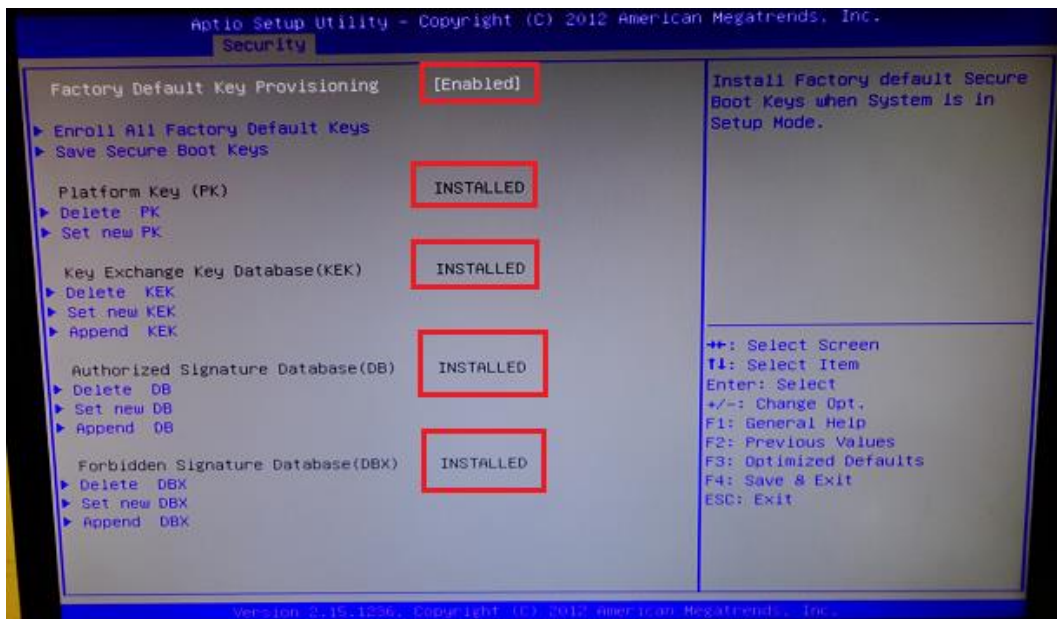 Aptio Setup Utility - Copyright (C) 2012 American Megatrends, Inc.
Security
Factory Default Key Provisioning [Enabled]
► Enroll All Factory Default Keys
► Save Secure Boot Keys
Platform Key (PK) INSTALLED
► Delete PK
► Set new PK
Key Exchange Key Database(KEK) INSTALLED
► Delete KEK
► Set new KEK
► Append KEK
Authorized Signature Database(DB) INSTALLED
► Delete DB
► Set new DB
► Append DB
Forbidden Signature Database(DBX) INSTALLED
► Delete DBX
► Set new DBX
► Append DBX
Install Factory default Secure
Boot Keys when System is in
Setup Mode.
→←: Select Screen
↑↓: Select Item
Enter: Select
+/-: Change Opt.
F1: General Help
F2: Previous Values
F3: Optimized Defaults
F4: Save & Exit
ESC: Exit
Version 2.15.1236. Copyright (C) 2012 American Megatrends, Inc.